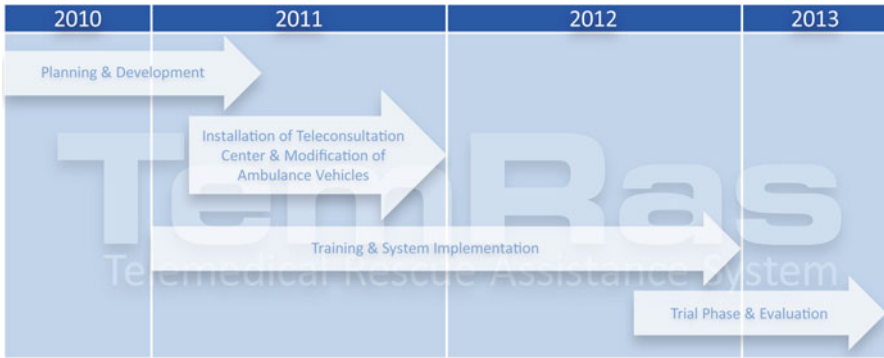 2010 2011 2012 2013
Planning & Development
Installation of Teleconsultation
Center & Modification of
Ambulance Vehicles
TemRas
Training & System Implementation
Telemedical Rescue Assistance System
Trial Phase & Evaluation